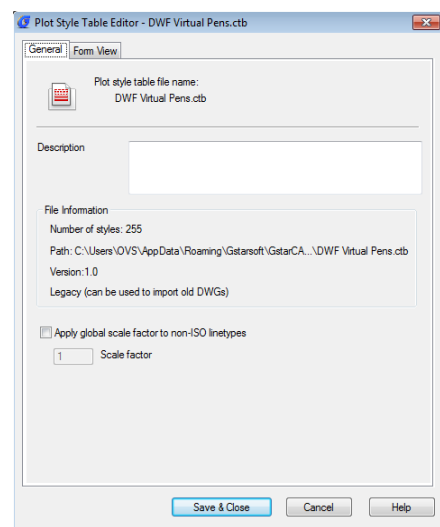 Plot Style Table Editor - DWF Virtual Pens.ctb
General Form View
Plot style table file name:
DWF Virtual Pens.ctb
Description
File Information
Number of styles: 255
Path: C:\Users\OVS\AppData\Roaming\Gstarsoft\GstarCA...\DWF Virtual Pens.ctb
Version:1.0
Legacy (can be used to import old DWGs)
Apply global scale factor to non-ISO linetypes
1 Scale factor
Save & Close Cancel Help